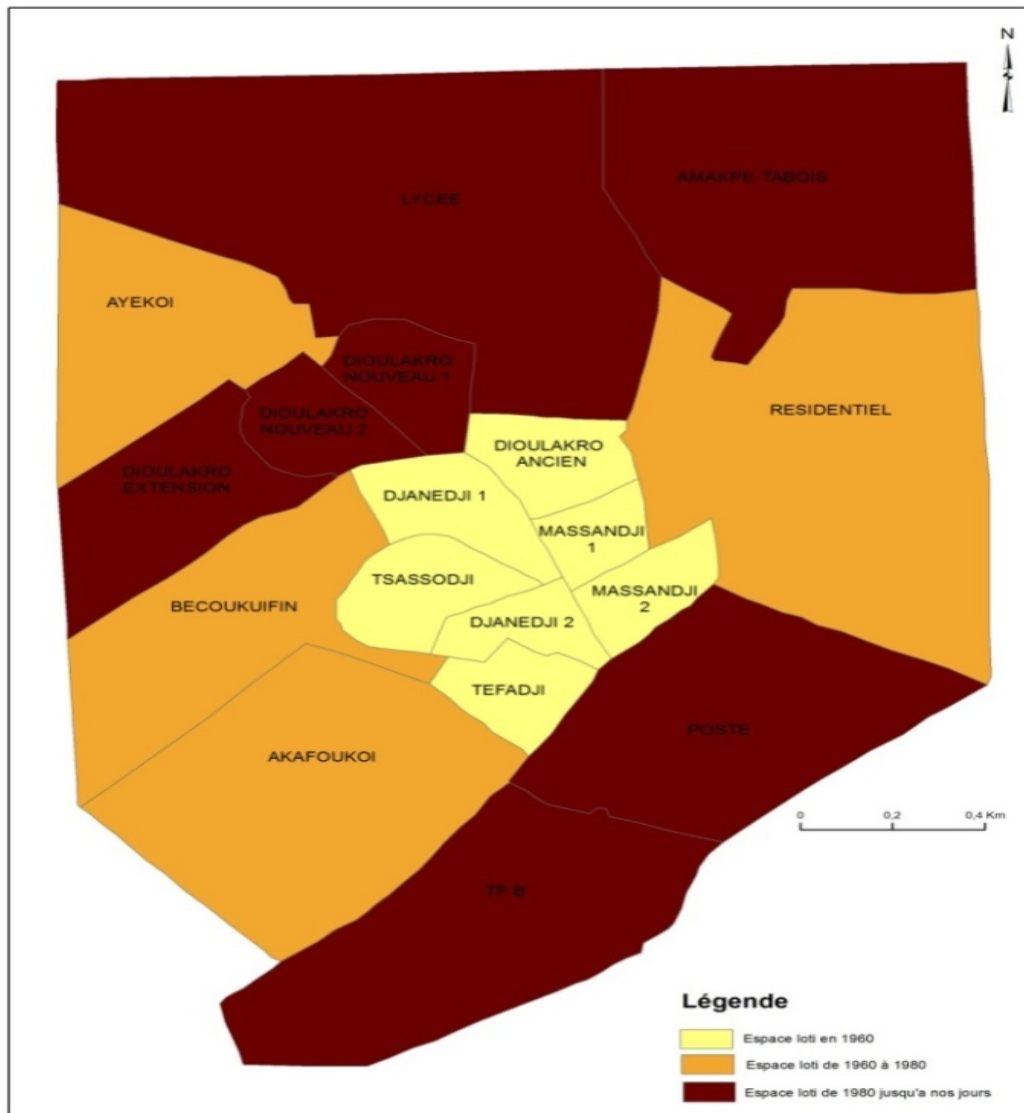 N
AMAKPE-TABOIS
LYCEE
AYEKOI
DIOULAKRO
NOUVEAU 1
DIOULAKRO
NOUVEAU 2
RESIDENTIEL
DIOULAKRO
ANCIEN
DIOULAKRO
EXTENSION
DJANEDJI 1
MASSANDJI
1
TSASSODJI
MASSANDJI
2
BECOUKUIFIN
DJANEDJI 2
TEFADJI
POSTE
AKAFOUKOI
0 0,2 0,4 Km
TP B
Légende
Espace loti en 1960
Espace loti de 1960 à 1980
Espace loti de 1980 jusqu'a nos jours